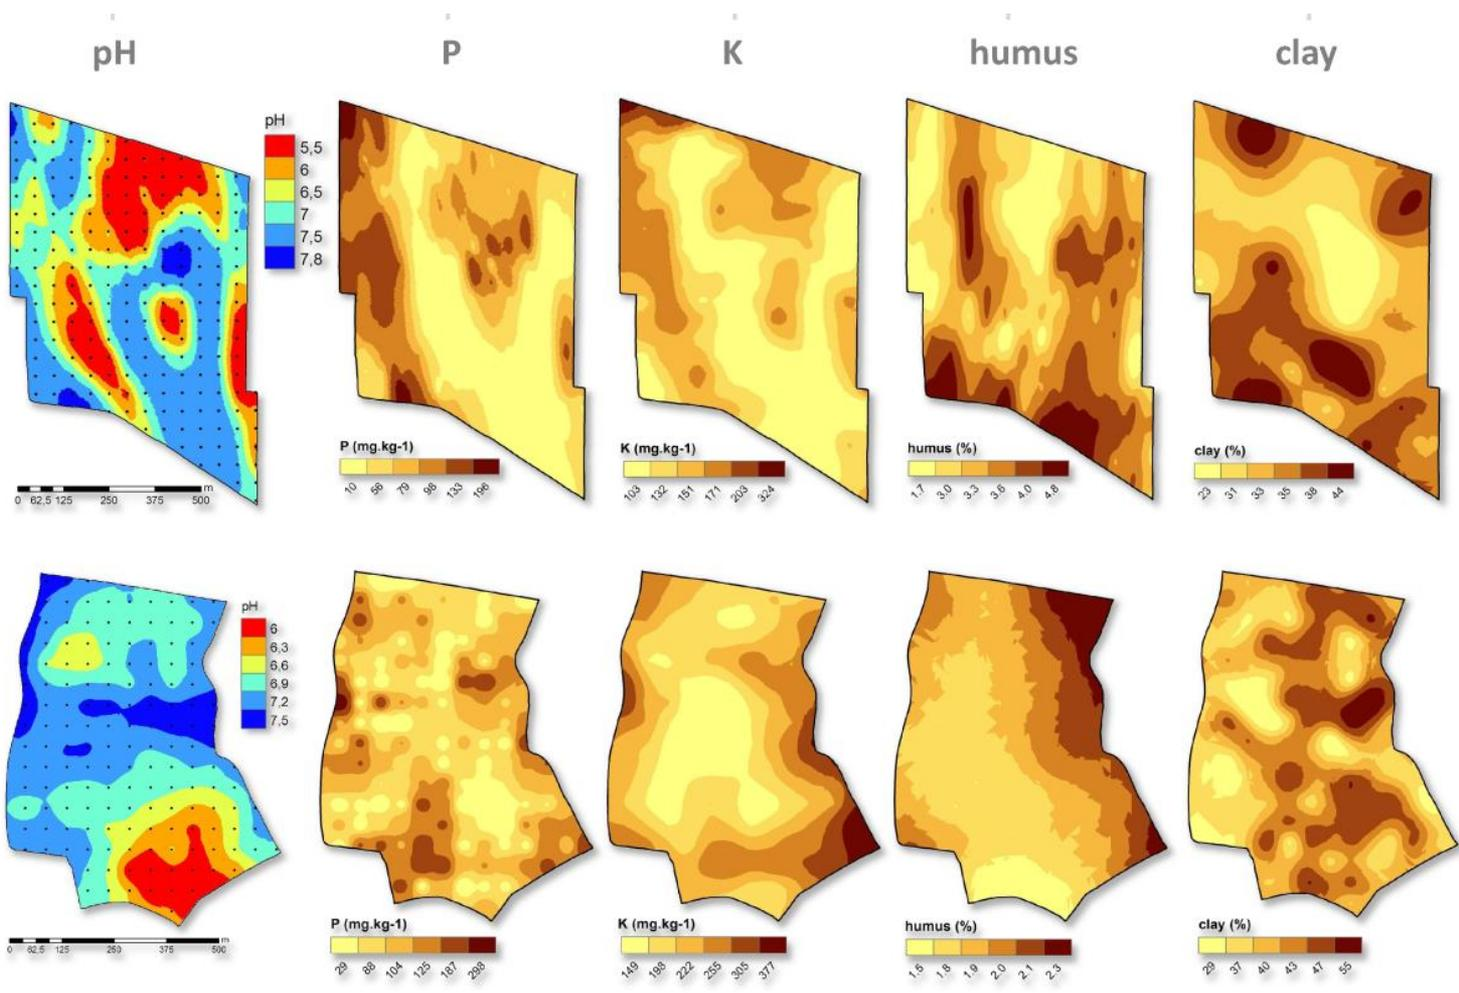 pH P K humus clay
pH
5,5
6
6,5
7
7,5
7,8
P (mg.kg-1)
10 56 79 98 133 196
K (mg.kg-1)
103 132 151 171 203 324
humus (%)
1.7 3.0 3.3 3.6 4.0 4.8
clay (%)
23 31 33 35 38 44
m
0 62,5 125 250 375 500
pH
6
6,3
6,6
6,9
7,2
7,5
P (mg.kg-1)
29 88 104 125 187 298
K (mg.kg-1)
149 198 222 255 305 377
humus (%)
1.5 1.8 1.9 2.0 2.1 2.3
clay (%)
29 37 40 43 47 55
m
0 62,5 125 250 375 500